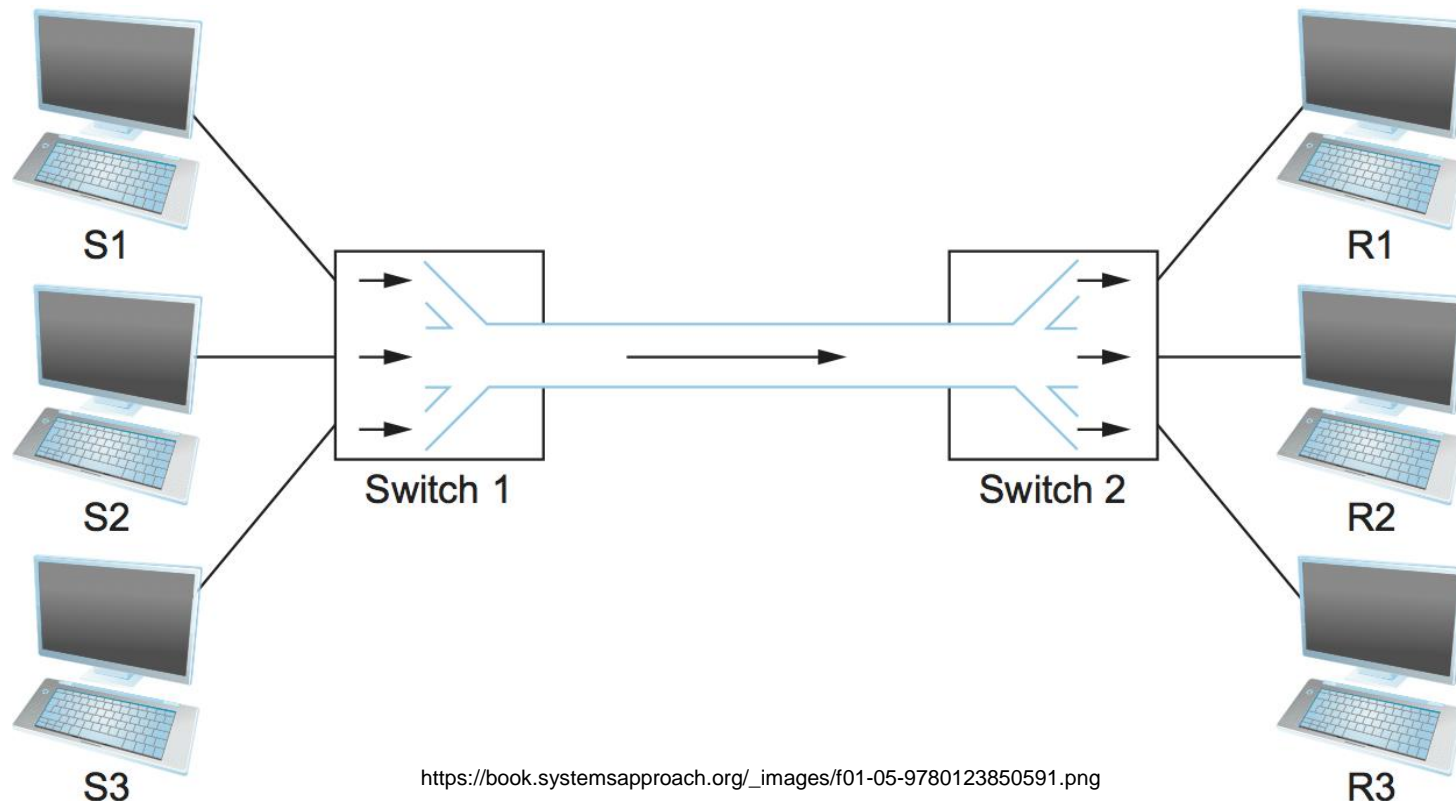 S1
R1
Switch 1
Switch 2
S2
R2
https://book.systemsapproach.org/_images/f01-05-9780123850591.png
S3
R3